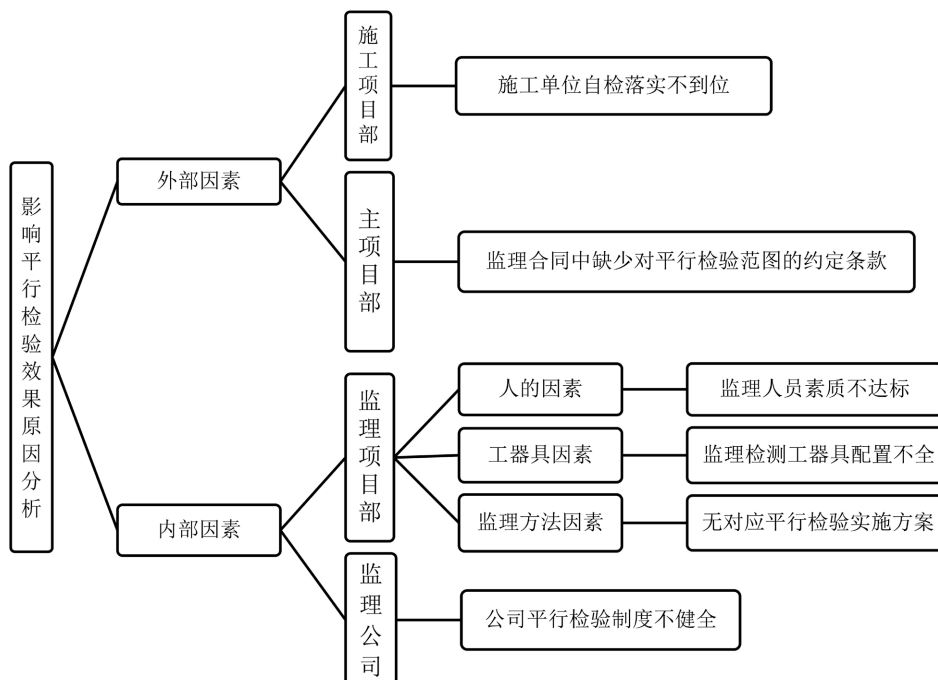 影响平行检验效果原因分析
外部因素
施工项目部
施工单位自检落实不到位
主项目部
监理合同中缺少对平行检验范图的约定条款
内部因素
监理项目部
人的因素
监理人员素质不达标
工器具因素
监理检测工器具配置不全
监理方法因素
无对应平行检验实施方案
监理公司
公司平行检验制度不健全